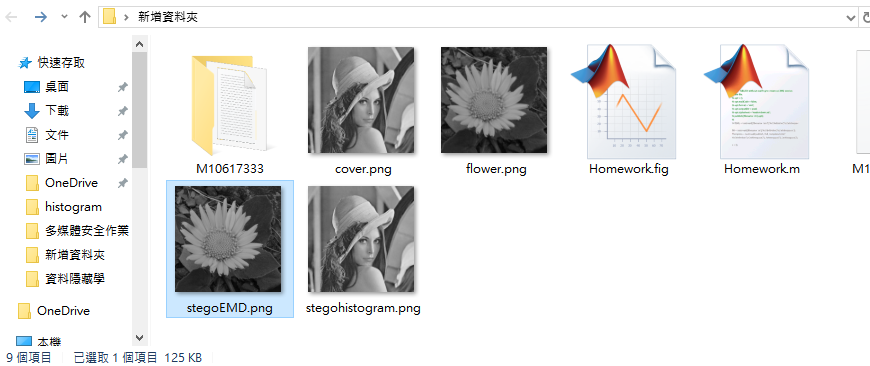 新增資料夾
快速存取
桌面
下載
文件
圖片
OneDrive
histogram
多媒體安全作業
新增資料夾
資料隱藏學
OneDrive
本機
M10617333
cover.png
flower.png
Homework.fig
Homework.m
M1
stegoEMD.png
stegohistogram.png
9 個項目
已選取 1 個項目 125 KB